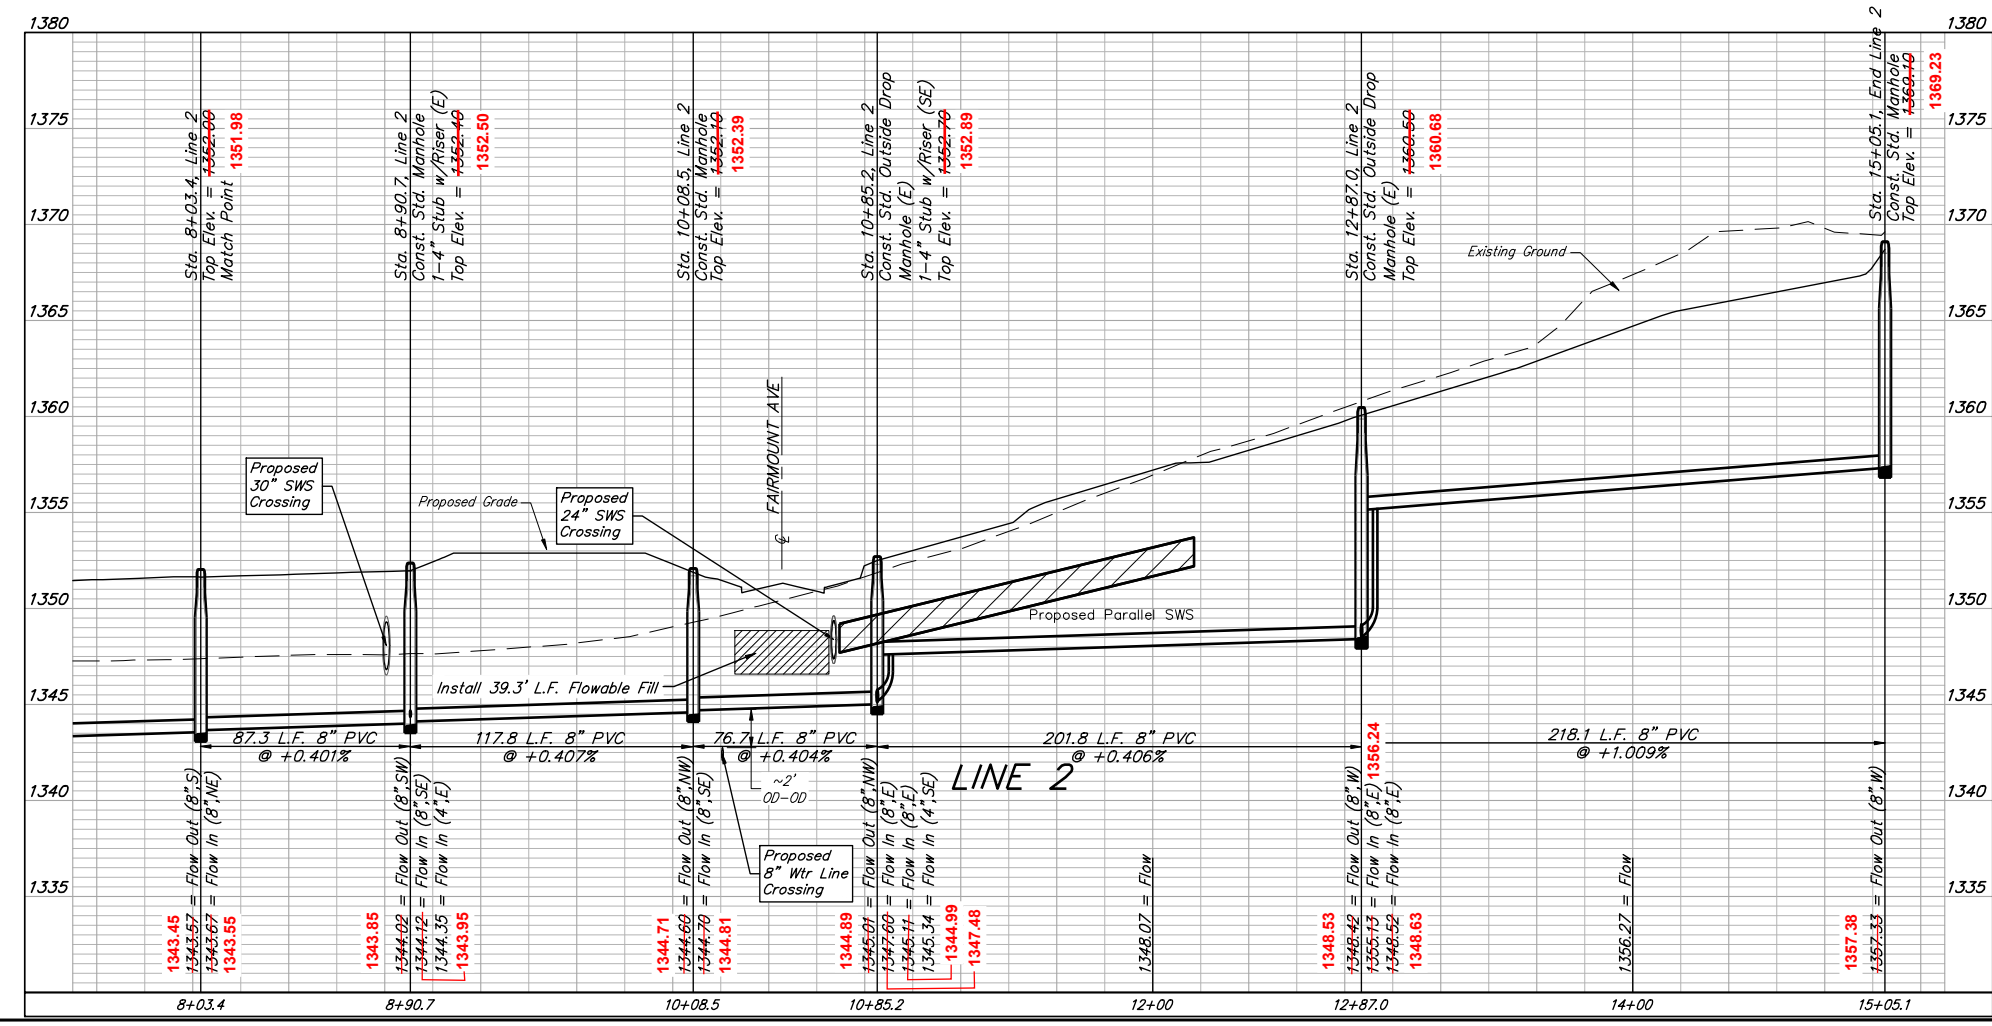 1380
1375
1370
1365
1360
1355
1350
1345
1340
1335
1380
1375
1370
1365
1360
1355
1350
1345
1340
1335
Sta. 8+03.4, Line 2
Top Elev. = 1352.00
1351.98
Match Point
Sta. 8+90.7, Line 2
Const. Std. Manhole
1-4" Stub w/Riser (E)
Top Elev. = 1352.40
1352.50
Sta. 10+08.5, Line 2
Const. Std. Manhole
Top Elev. = 1352.10
1352.39
Sta. 10+85.2, Line 2
Const. Std. Outside Drop
Manhole (E)
1-4" Stub w/Riser (SE)
Top Elev. = 1352.70
1352.89
Sta. 12+87.0, Line 2
Const. Std. Outside Drop
Manhole (E)
Top Elev. = 1360.50
1360.68
Sta. 15+05.1, End Line 2
Const. Std. Manhole
Top Elev. = 1369.10
1369.23
Existing Ground
FAIRMOUNT AVE
℄
Proposed
30" SWS
Crossing
Proposed Grade
Proposed
24" SWS
Crossing
Proposed Parallel SWS
Install 39.3' L.F. Flowable Fill
87.3 L.F. 8" PVC
@ +0.401%
117.8 L.F. 8" PVC
@ +0.407%
76.7 L.F. 8" PVC
@ +0.404%
201.8 L.F. 8" PVC
@ +0.406%
218.1 L.F. 8" PVC
@ +1.009%
~2'
OD-OD
LINE 2
Proposed
8" Wtr Line
Crossing
1343.45
1343.57 = Flow Out (8",S)
1343.67 = Flow In (8",NE)
1343.55
1343.85
1344.02 = Flow Out (8",SW)
1344.12 = Flow In (8",SE)
1344.35 = Flow In (4",E)
1343.95
1344.71
1344.60 = Flow Out (8",NW)
1344.70 = Flow In (8",SE)
1344.81
1344.89
1345.01 = Flow Out (8",NW)
1347.60 = Flow In (8",E)
1345.11 = Flow In (8",E)
1345.34 = Flow In (4",SE)
1344.99
1347.48
1348.07 = Flow
1348.53
1348.42 = Flow Out (8",W)
1355.13 = Flow In (8",E)
1356.24
1348.52 = Flow In (8",E)
1348.63
1356.27 = Flow
1357.38
1357.33 = Flow Out (8",W)
8+03.4
8+90.7
10+08.5
10+85.2
12+00
12+87.0
14+00
15+05.1